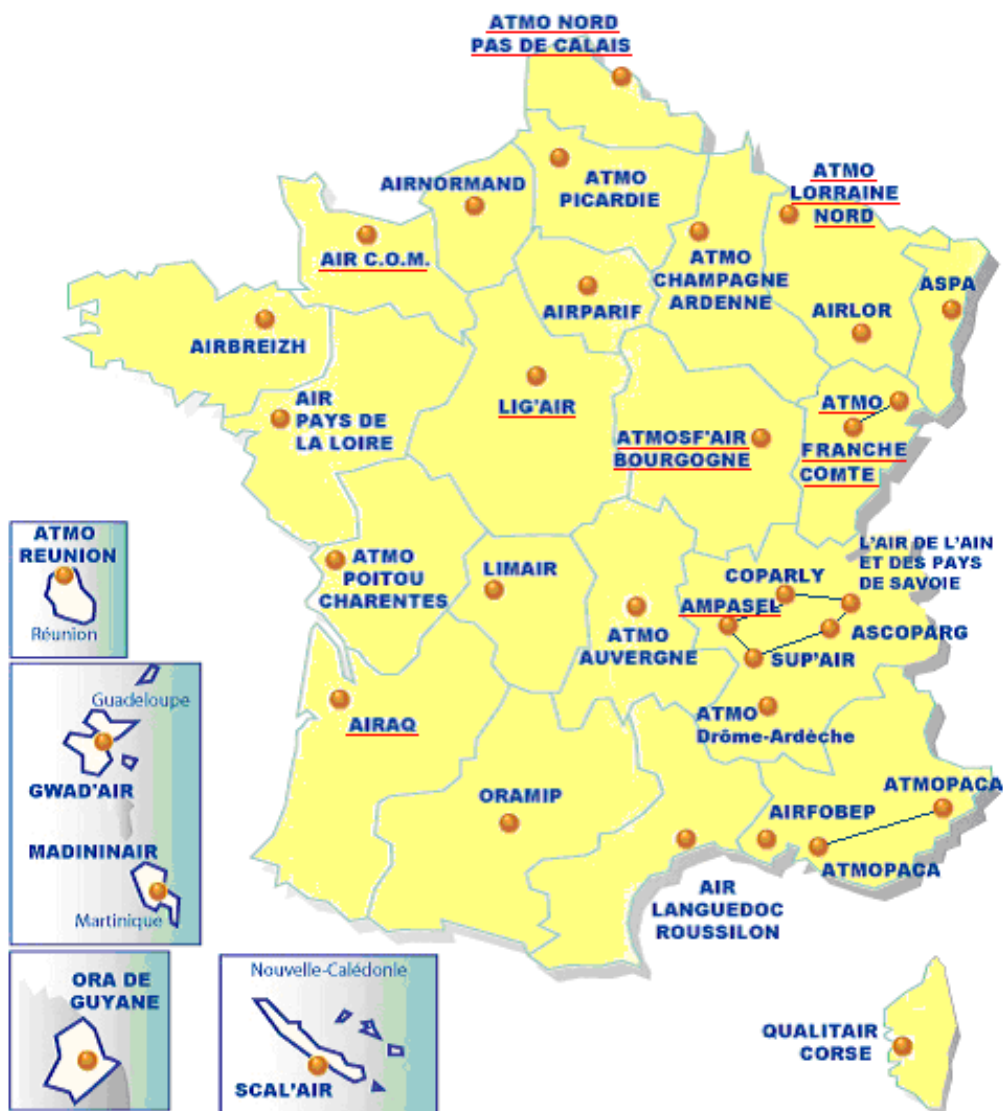 ATMO NORD
PAS DE CALAIS
AIRNORMAND
ATMO
PICARDIE
ATMO
LORRAINE
NORD
AIR C.O.M.
ATMO
CHAMPAGNE
ARDENNE
ASPA
AIRPARIF
AIRLOR
AIRBREIZH
AIR
PAYS DE
LA LOIRE
LIG'AIR
ATMOSF'AIR
BOURGOGNE
ATMO
FRANCHE
COMTE
ATMO
REUNION
Réunion
ATMO
POITOU
CHARENTES
LIMAIR
ATMO
AUVERGNE
L'AIR DE L'AIN
ET DES PAYS
DE SAVOIE
COPARLY
AMPASEL
ASCOPARG
SUP'AIR
Guadeloupe
GWAD'AIR
MADININAIR
Martinique
AIRAQ
ATMO
Drôme-Ardèche
ORAMIP
AIRFOBEP
ATMOPACA
ATMOPACA
AIR
LANGUEDOC
ROUSSILON
ORA DE
GUYANE
Nouvelle-Calédonie
SCAL'AIR
QUALITAIR
CORSE